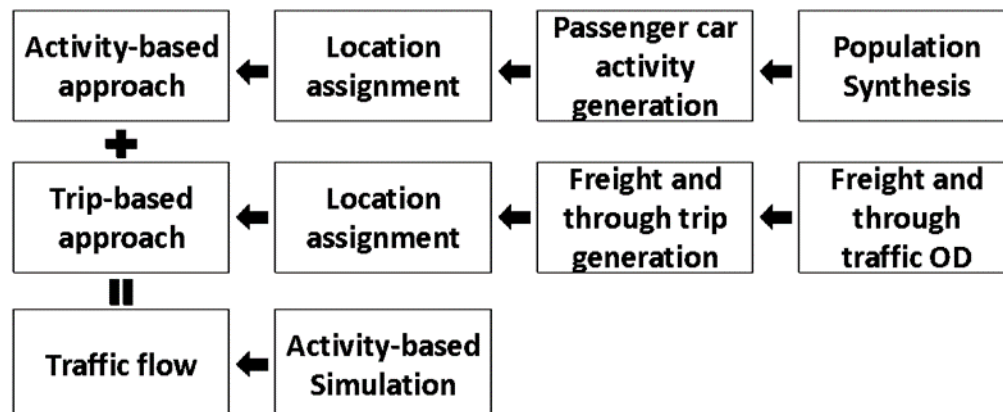 Activity-based
approach
Location
assignment
Passenger car
activity
generation
Population
Synthesis
Trip-based
approach
Location
assignment
Freight and
through trip
generation
Freight and
through
traffic OD
Traffic flow
Activity-based
Simulation